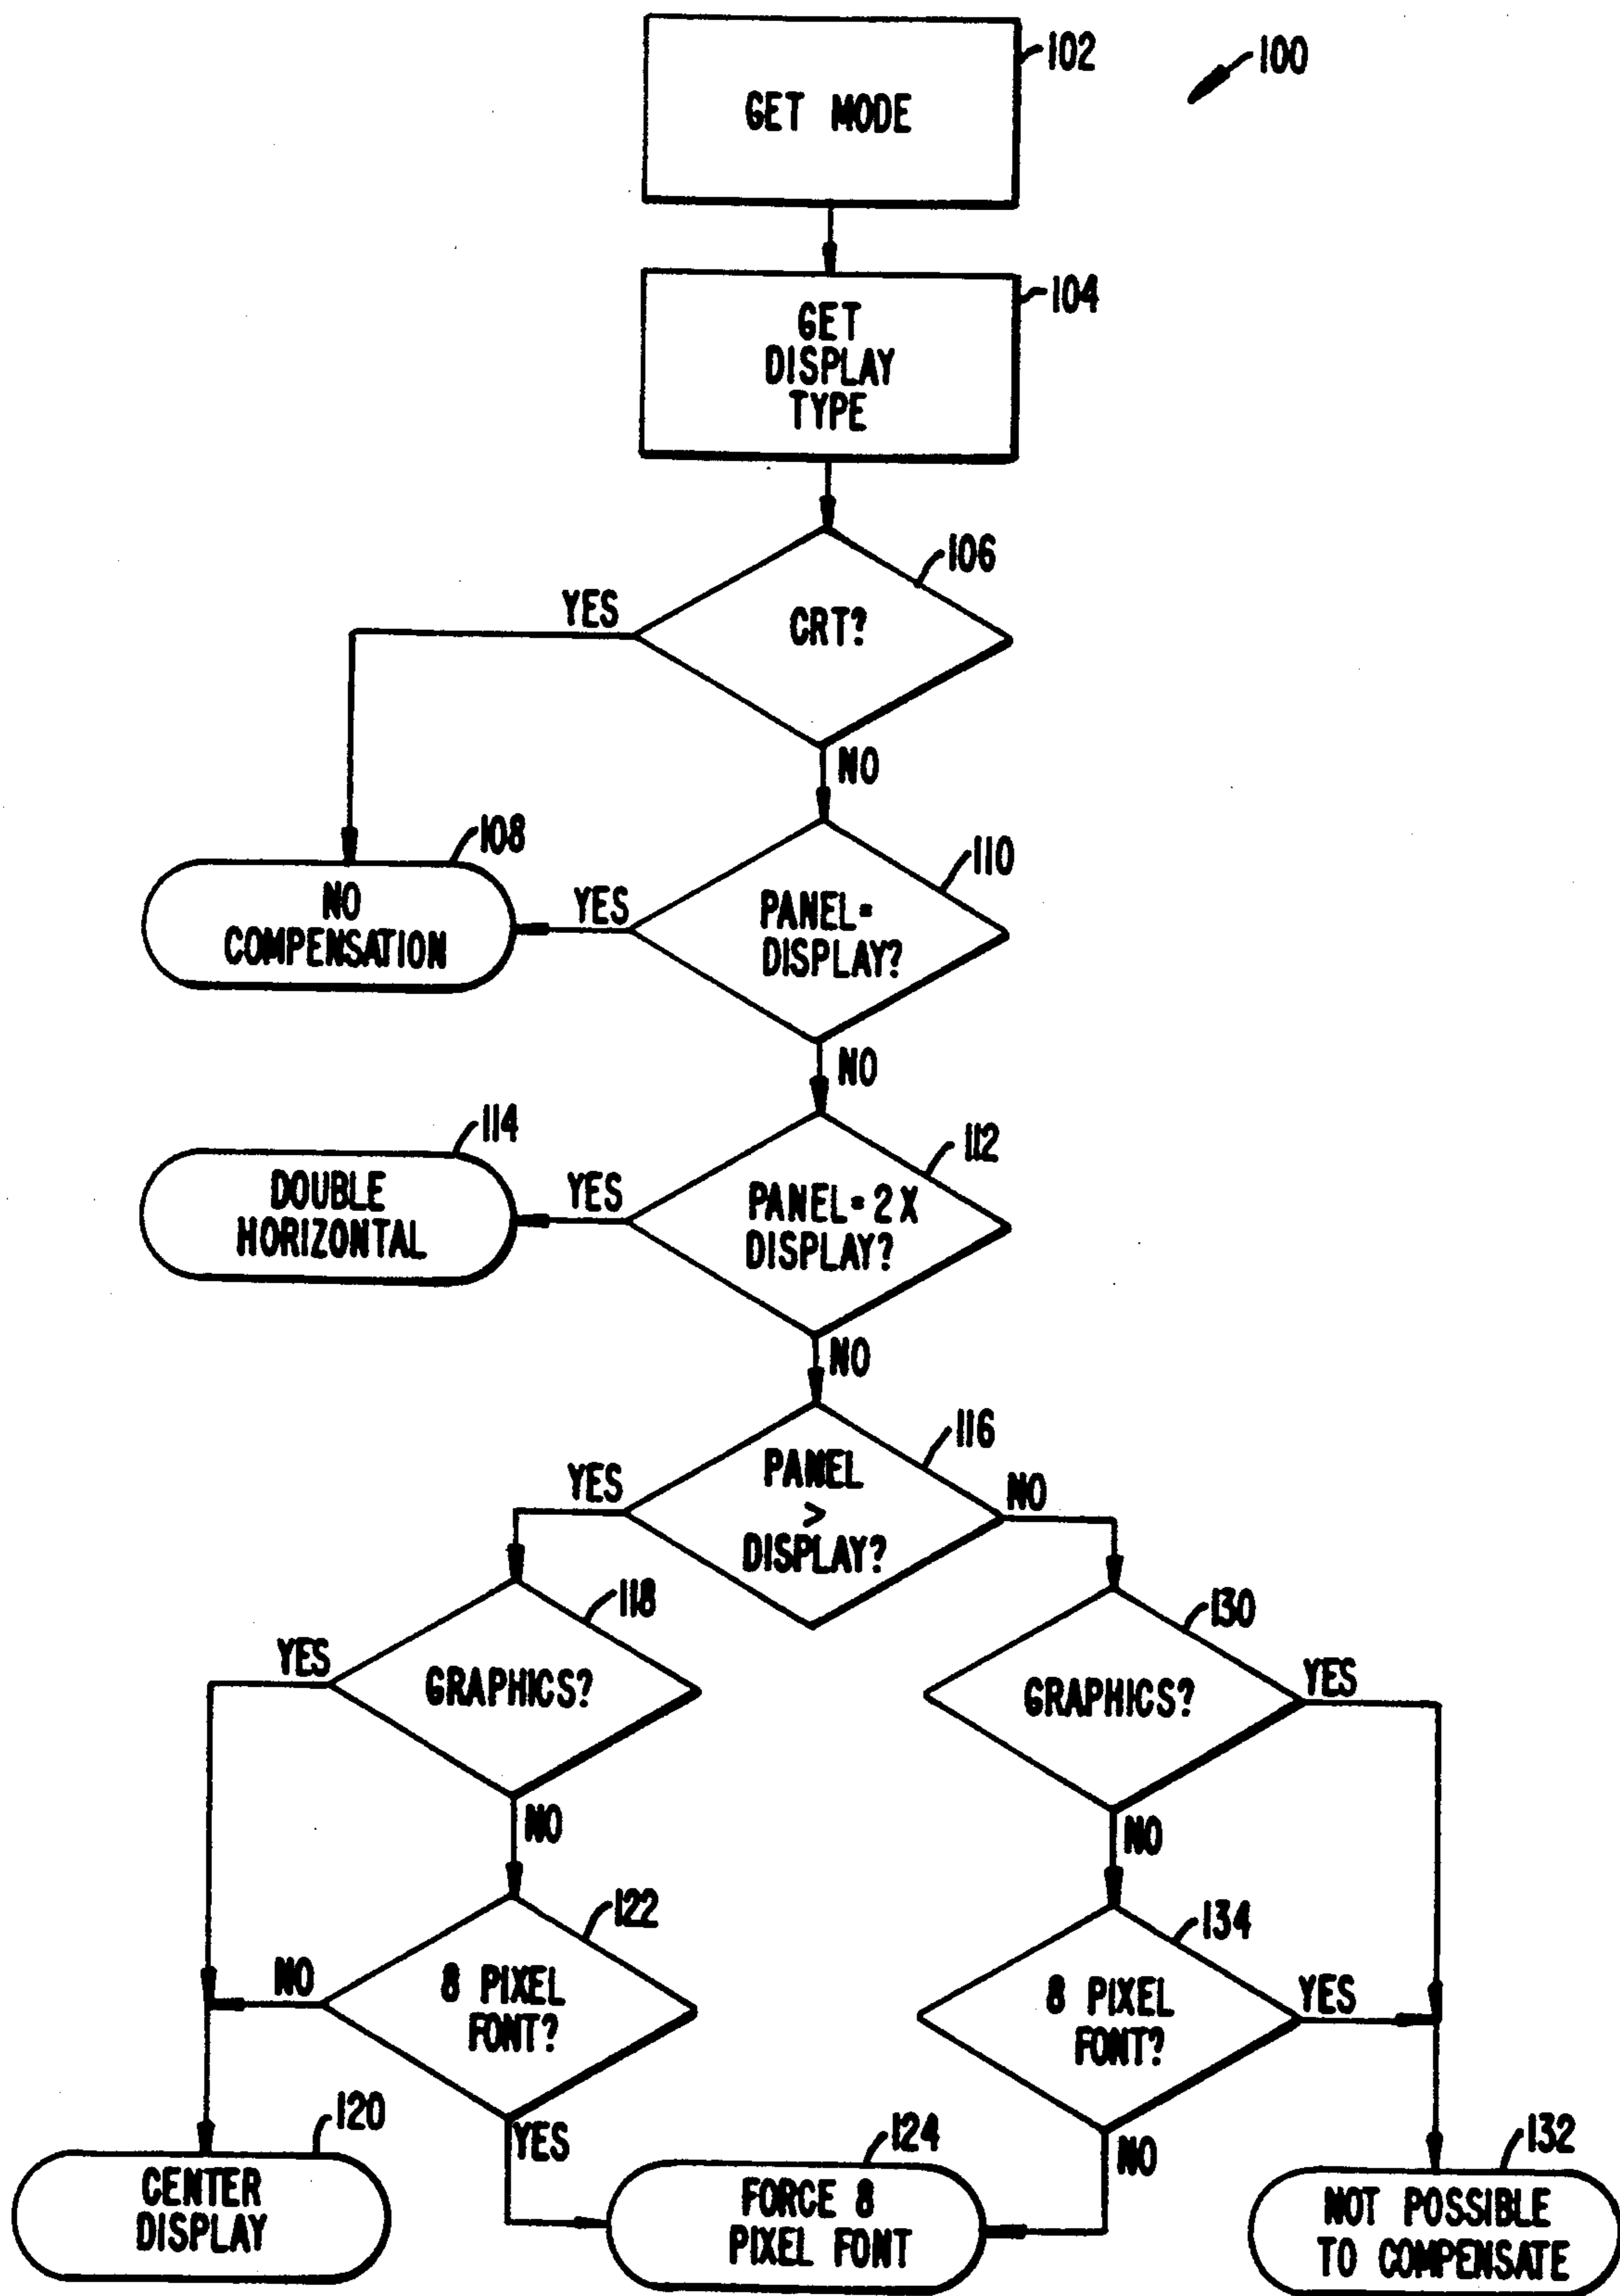 102
100
GET MODE
104
GET
DISPLAY
TYPE
106
YES
CRT?
NO
108
NO
COMPENSATION
110
YES
PANEL=
DISPLAY?
NO
114
DOUBLE
HORIZONTAL
112
YES
PANEL=2X
DISPLAY?
NO
116
YES
PANEL
>
DISPLAY?
NO
118
YES
GRAPHICS?
NO
130
GRAPHICS?
YES
NO
122
NO
8 PIXEL
FONT?
YES
134
8 PIXEL
FONT?
YES
NO
120
CENTER
DISPLAY
124
FORCE 8
PIXEL FONT
132
NOT POSSIBLE
TO COMPENSATE